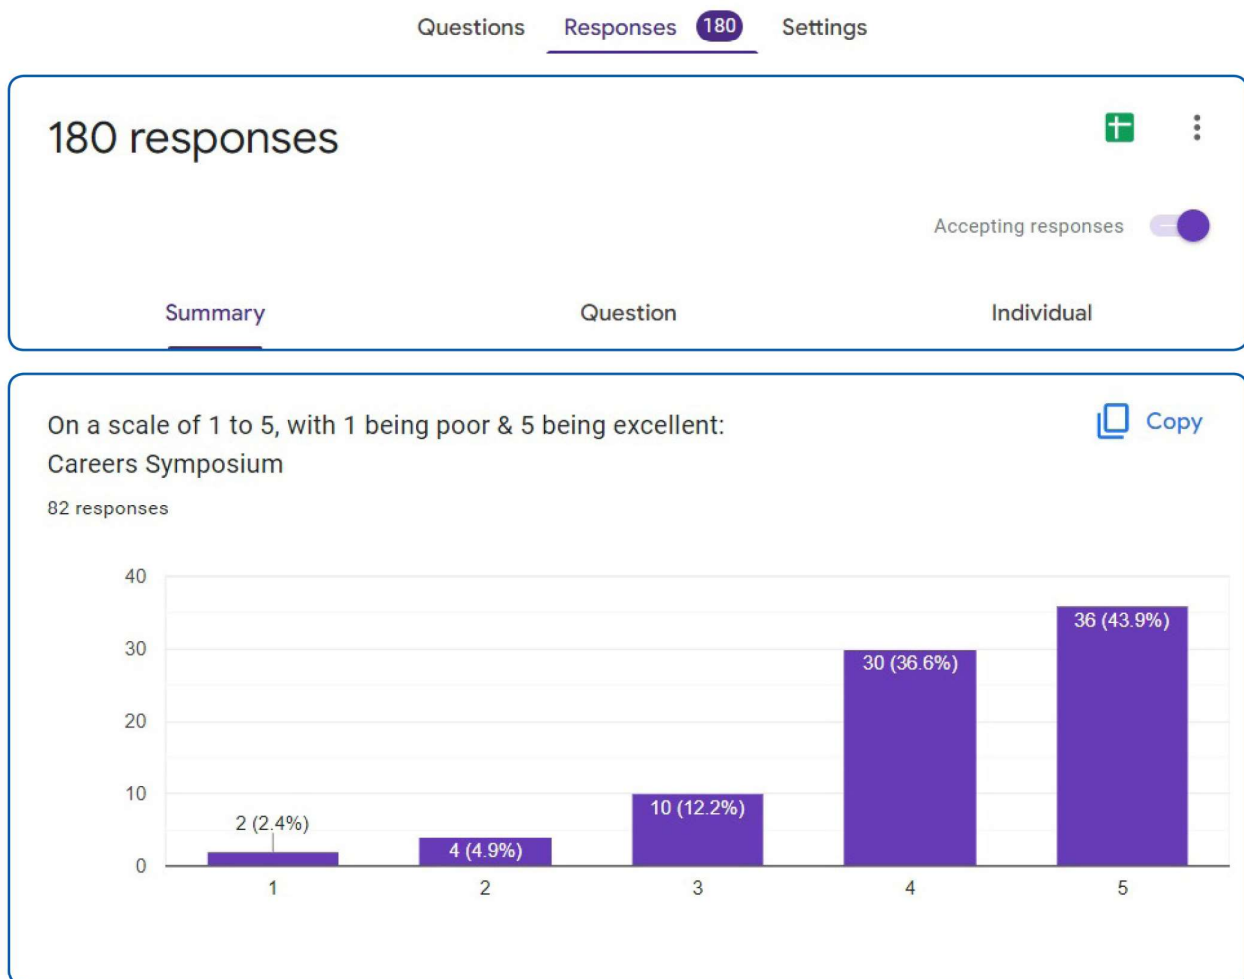 Questions Responses 180 Settings
180 responses
Accepting responses
Summary Question Individual
On a scale of 1 to 5, with 1 being poor & 5 being excellent:
Careers Symposium
Copy
82 responses
40
30
20
10
0
2 (2.4%)
4 (4.9%)
10 (12.2%)
30 (36.6%)
36 (43.9%)
1 2 3 4 5